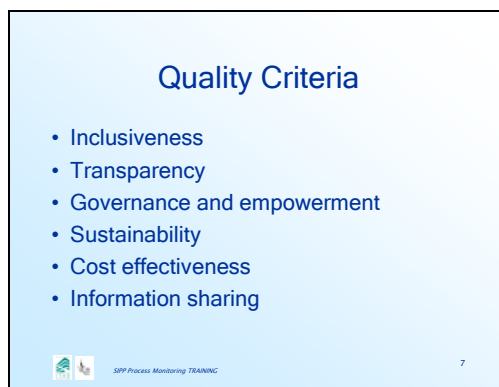 Quality Criteria
• Inclusiveness
• Transparency
• Governance and empowerment
• Sustainability
• Cost effectiveness
• Information sharing
SIPP Process Monitoring TRAINING
7